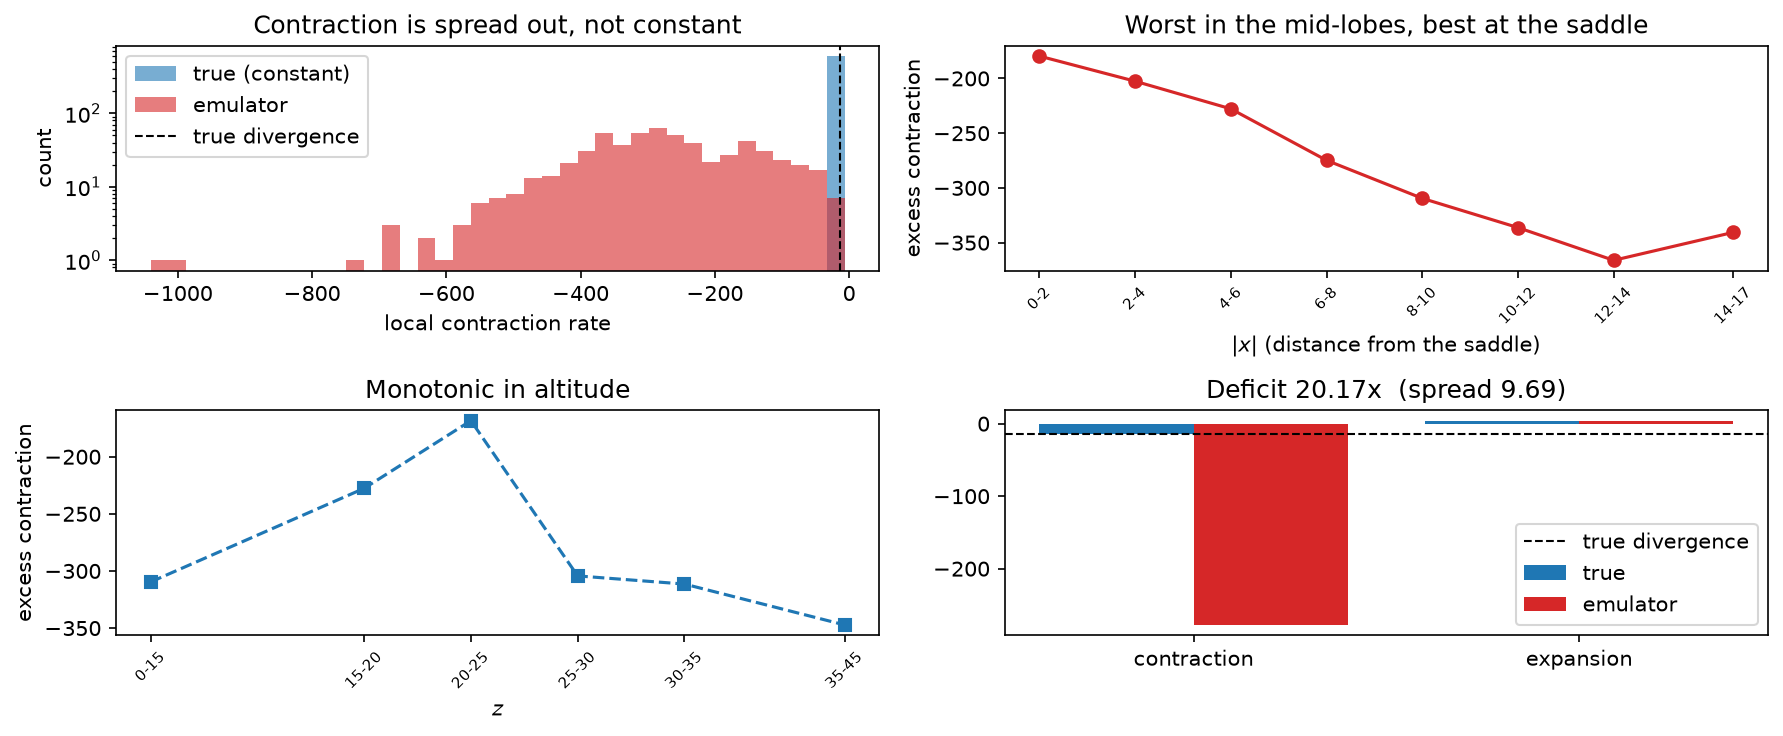 Contraction is spread out, not constant
true (constant)
emulator
true divergence
count
10²
10¹
10⁰
−1000
−800
−600
−400
−200
0
local contraction rate
Worst in the mid-lobes, best at the saddle
excess contraction
−200
−250
−300
−350
0-2
2-4
4-6
6-8
8-10
10-12
12-14
14-17
|x| (distance from the saddle)
Monotonic in altitude
excess contraction
−200
−250
−300
−350
0-15
15-20
20-25
25-30
30-35
35-45
z
Deficit 20.17x  (spread 9.69)
0
−100
−200
true divergence
true
emulator
contraction
expansion